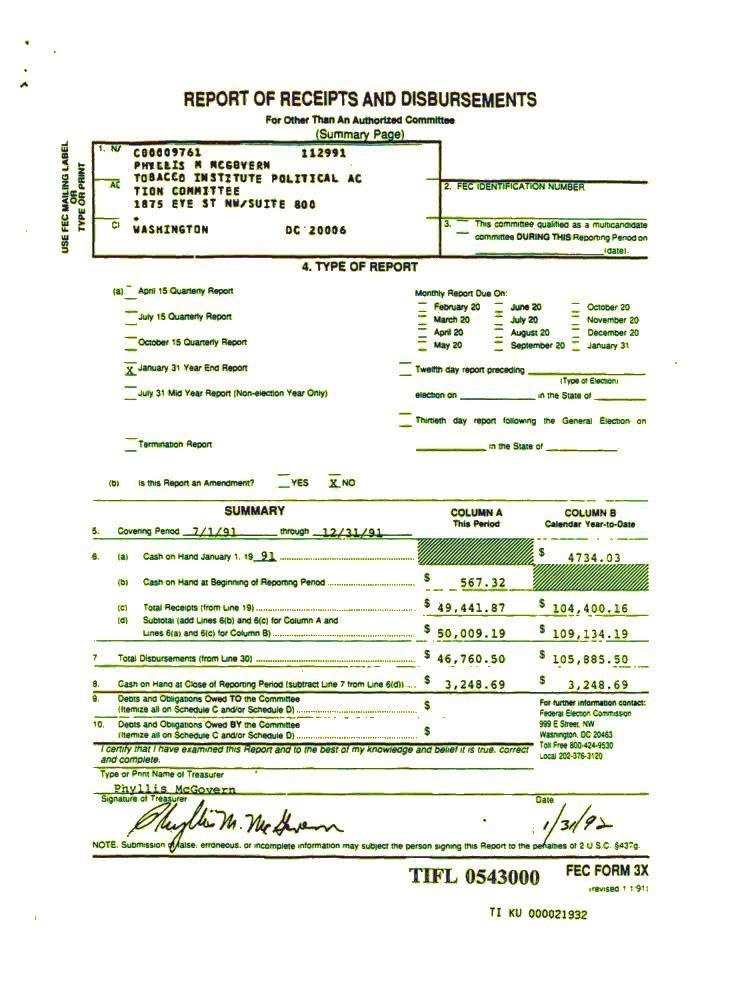 REPORT OF RECEIPTS AND DISBURSEMENTS
For Other Than An Authorized Committee
(Summary Page)
USE FEC MAILING LABEL
OR
TYPE OR PRINT
1. N/
C00009761 112991
PHYLLIS M MCGOVERN
TOBACCO INSTITUTE POLITICAL AC
AD
TION COMMITTEE
1875 EYE ST NW/SUITE 800
CI
WASHINGTON DC 20006
2. FEC IDENTIFICATION NUMBER
3. This committee qualified as a multicandidate
committee DURING THIS Reporting Period on
(date).
4. TYPE OF REPORT
(a) April 15 Quarterly Report
July 15 Quarterly Report
October 15 Quarterly Report
X January 31 Year End Report
July 31 Mid Year Report (Non-election Year Only)
Termination Report
Monthly Report Due On:
February 20 June 20 October 20
March 20 July 20 November 20
April 20 August 20 December 20
May 20 September 20 January 31
Twelfth day report preceding
(Type of Election)
election on in the State of
Thirtieth day report following the General Election on
in the State of
(b) Is this Report an Amendment? YES X NO
SUMMARY COLUMN A This Period COLUMN B Calendar Year-to-Date
5. Covering Period 7/1/91 through 12/31/91
6. (a) Cash on Hand January 1, 19 91 $ 4734.03
(b) Cash on Hand at Beginning of Reporting Period $ 567.32
(c) Total Receipts (from Line 19) $ 49,441.87 $ 104,400.16
(d) Subtotal (add Lines 6(b) and 6(c) for Column A and
Lines 6(a) and 6(c) for Column B) $ 50,009.19 $ 109,134.19
7 Total Disbursements (from Line 30) $ 46,760.50 $ 105,885.50
8. Cash on Hand at Close of Reporting Period (subtract Line 7 from Line 6(d)) $ 3,248.69 $ 3,248.69
9. Debts and Obligations Owed TO the Committee
(Itemize all on Schedule C and/or Schedule D) $
10. Debts and Obligations Owed BY the Committee
(Itemize all on Schedule C and/or Schedule D) $
For further information contact:
Federal Election Commission
999 E Street, NW
Washington, DC 20463
Toll Free 800-424-9530
Local 202-376-3120
I certify that I have examined this Report and to the best of my knowledge and belief it is true, correct
and complete.
Type or Print Name of Treasurer
Phyllis McGovern
Signature of Treasurer Date
Phyllis M. McGovern 1/31/92
NOTE. Submission of false, erroneous, or incomplete information may subject the person signing this Report to the penalties of 2 U S.C. §437g.
TIFL 0543000
FEC FORM 3X
(revised 1 1 91)
TI KU 000021932